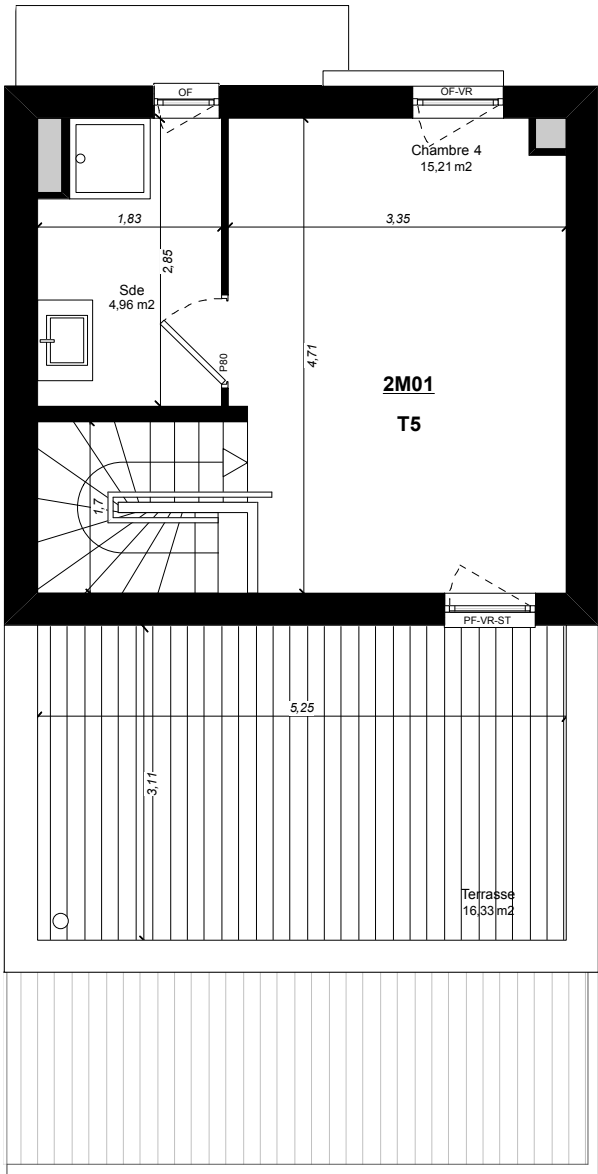 OF
OF-VR
Chambre 4
15,21 m2
1,83
3,35
2,85
Sde
4,96 m2
4,71
P80
2M01
T5
1,7
PF-VR-ST
5,25
3,11
Terrasse
16,33 m2